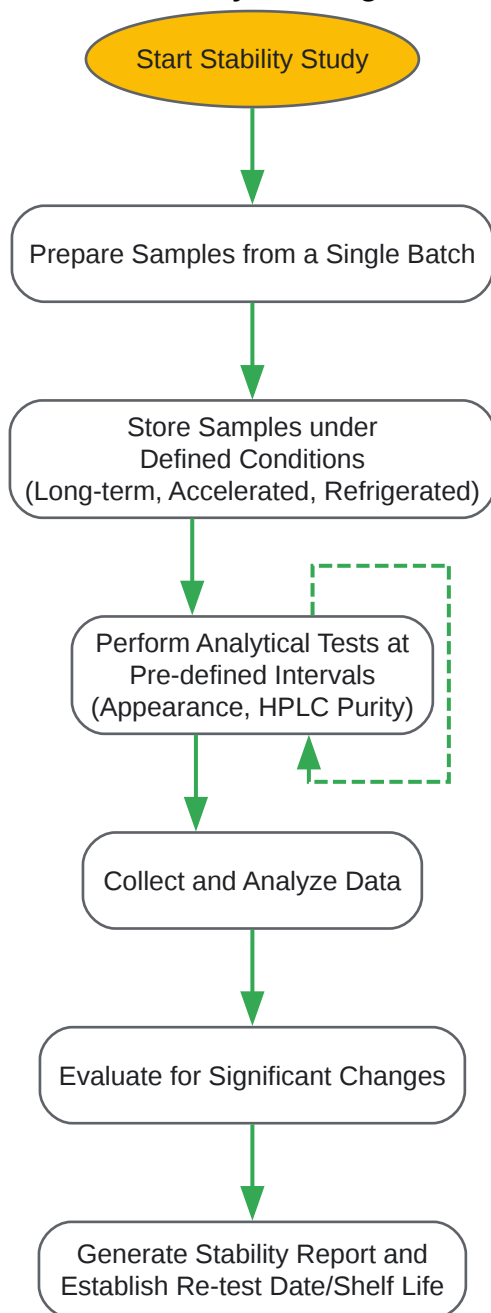 Start Stability Study
Prepare Samples from a Single Batch
Store Samples under
Defined Conditions
(Long-term, Accelerated, Refrigerated)
Perform Analytical Tests at
Pre-defined Intervals
(Appearance, HPLC Purity)
Collect and Analyze Data
Evaluate for Significant Changes
Generate Stability Report and
Establish Re-test Date/Shelf Life